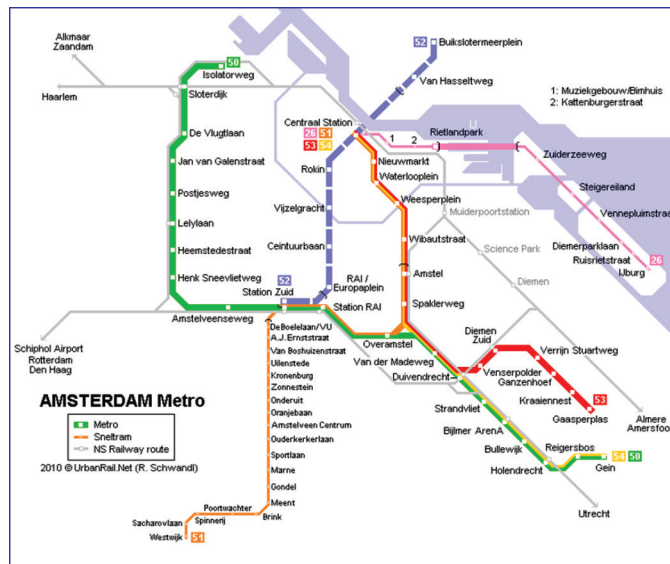 Alkmaar
Zaandam
50
Isolatorweg
Haarlem
Sloterdijk
De Vlugtlaan
Jan van Galenstraat
Postjesweg
Lelylaan
Heemstedestraat
Henk Sneevlietweg
52
Buikslotermeerplein
Van Hasseltweg
1: Muziekgebouw/Bimhuis
2: Kattenburgerstraat
Centraal Station
26 51
53 54
1
2
Rietlandpark
Zuiderzeeweg
Steigereiland
Vennepluimstraat
Diemerparklaan
Ruisrietstraat
IJburg
26
Nieuwmarkt
Waterlooplein
Rokin
Weesperplein
Vijzelgracht
Muiderpoortstation
Wibautstraat
Ceintuurbaan
Science Park
Amstel
Diemen
52
Station Zuid
RAI /
Europaplein
Spaklerweg
Amstelveenseweg
Station RAI
Schiphol Airport
Rotterdam
Den Haag
DeBoelelaan/VU
A.J.Ernststraat
Van Boshuizenstraat
Uilenstede
Kronenburg
Zonnestein
Onderuit
Oranjebaan
Amstelveen Centrum
Ouderkerkerlaan
Sportlaan
Marne
Gondel
Meent
Brink
Poortwachter
Spinnerij
Sacharovlaan
Westwijk
51
Overamstel
Van der Madeweg
Duivendrecht
Diemen
Zuid
Verrijn Stuartweg
Venserpolder
Ganzenhoef
Kraaiennest
53
Gaasperplas
Strandvliet
Bijlmer ArenA
Bullewijk
Holendrecht
Reigersbos
Gein
54 50
Almere
Amersfoo
Utrecht
AMSTERDAM Metro
Metro
Sneltram
NS Railway route
2010 © UrbanRail.Net (R. Schwandl)